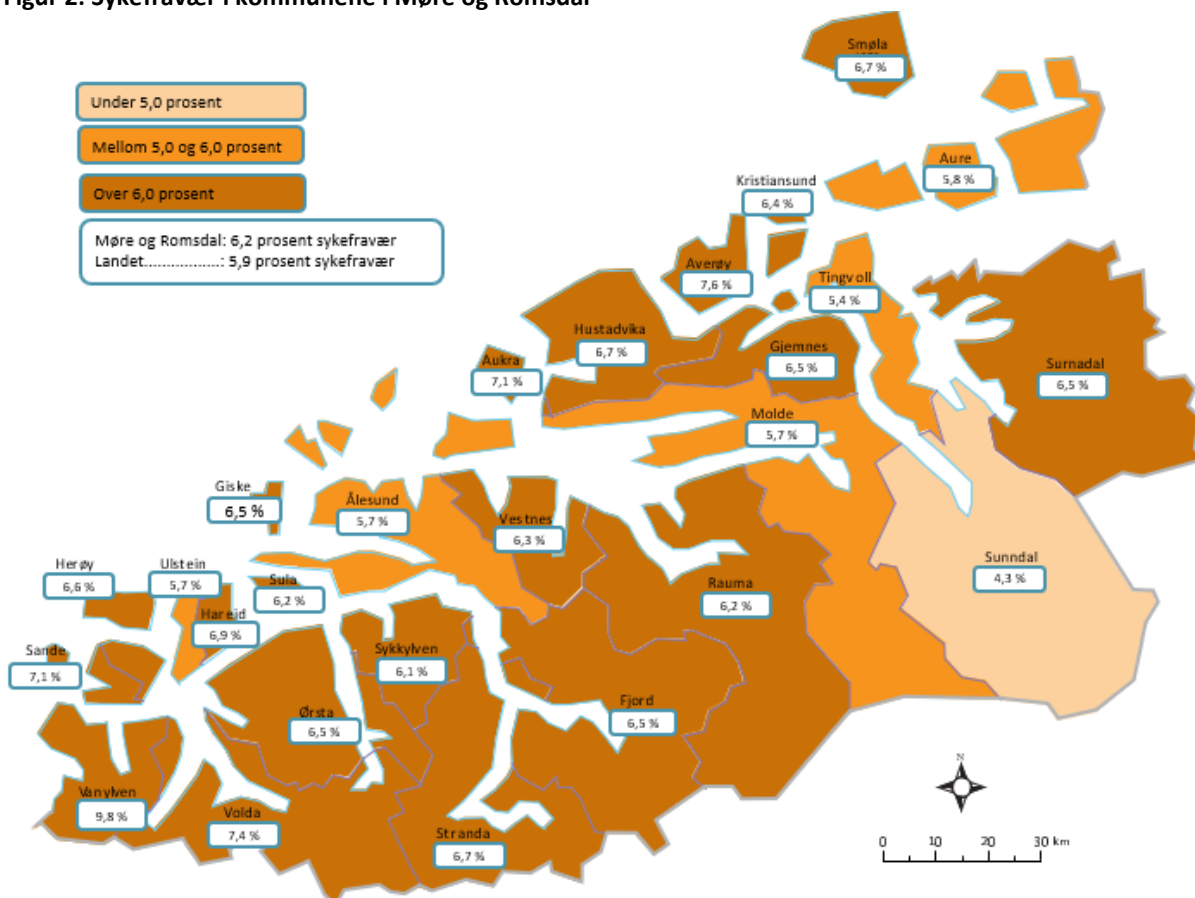 Figur 2. Sykefravær i kommunene i Møre og Romsdal
Under 5,0 prosent
Mellom 5,0 og 6,0 prosent
Over 6,0 prosent
Møre og Romsdal: 6,2 prosent sykefravær
Landet..................: 5,9 prosent sykefravær
Smøla
6,7 %
Aure
5,8 %
Kristiansund
6,4 %
Averøy
7,6 %
Tingvoll
5,4 %
Hustadvika
6,7 %
Gjemnes
6,5 %
Aukra
7,1 %
Surnadal
6,5 %
Molde
5,7 %
Giske
6,5 %
Ålesund
5,7 %
Vestnes
6,3 %
Sunndal
4,3 %
Herøy
6,6 %
Ulstein
5,7 %
Sula
6,2 %
Rauma
6,2 %
Hareid
6,9 %
Sande
7,1 %
Sykkylven
6,1 %
Ørsta
6,5 %
Fjord
6,5 %
Vanylven
9,8 %
Volda
7,4 %
Stranda
6,7 %
N
0 10 20 30 km